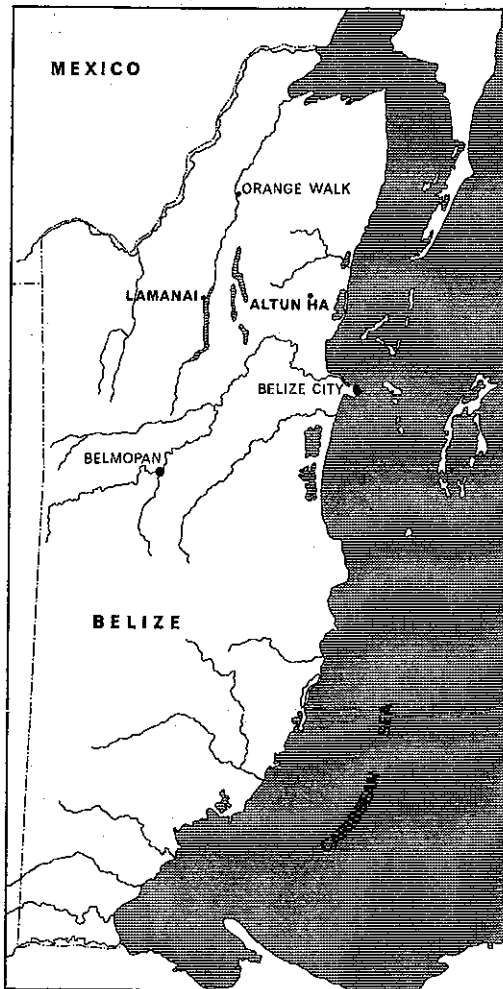 MEXICO
ORANGE WALK
LAMANAI
ALTUN HA
BELIZE CITY
BELMOPAN
BELIZE
CARIBBEAN SEA